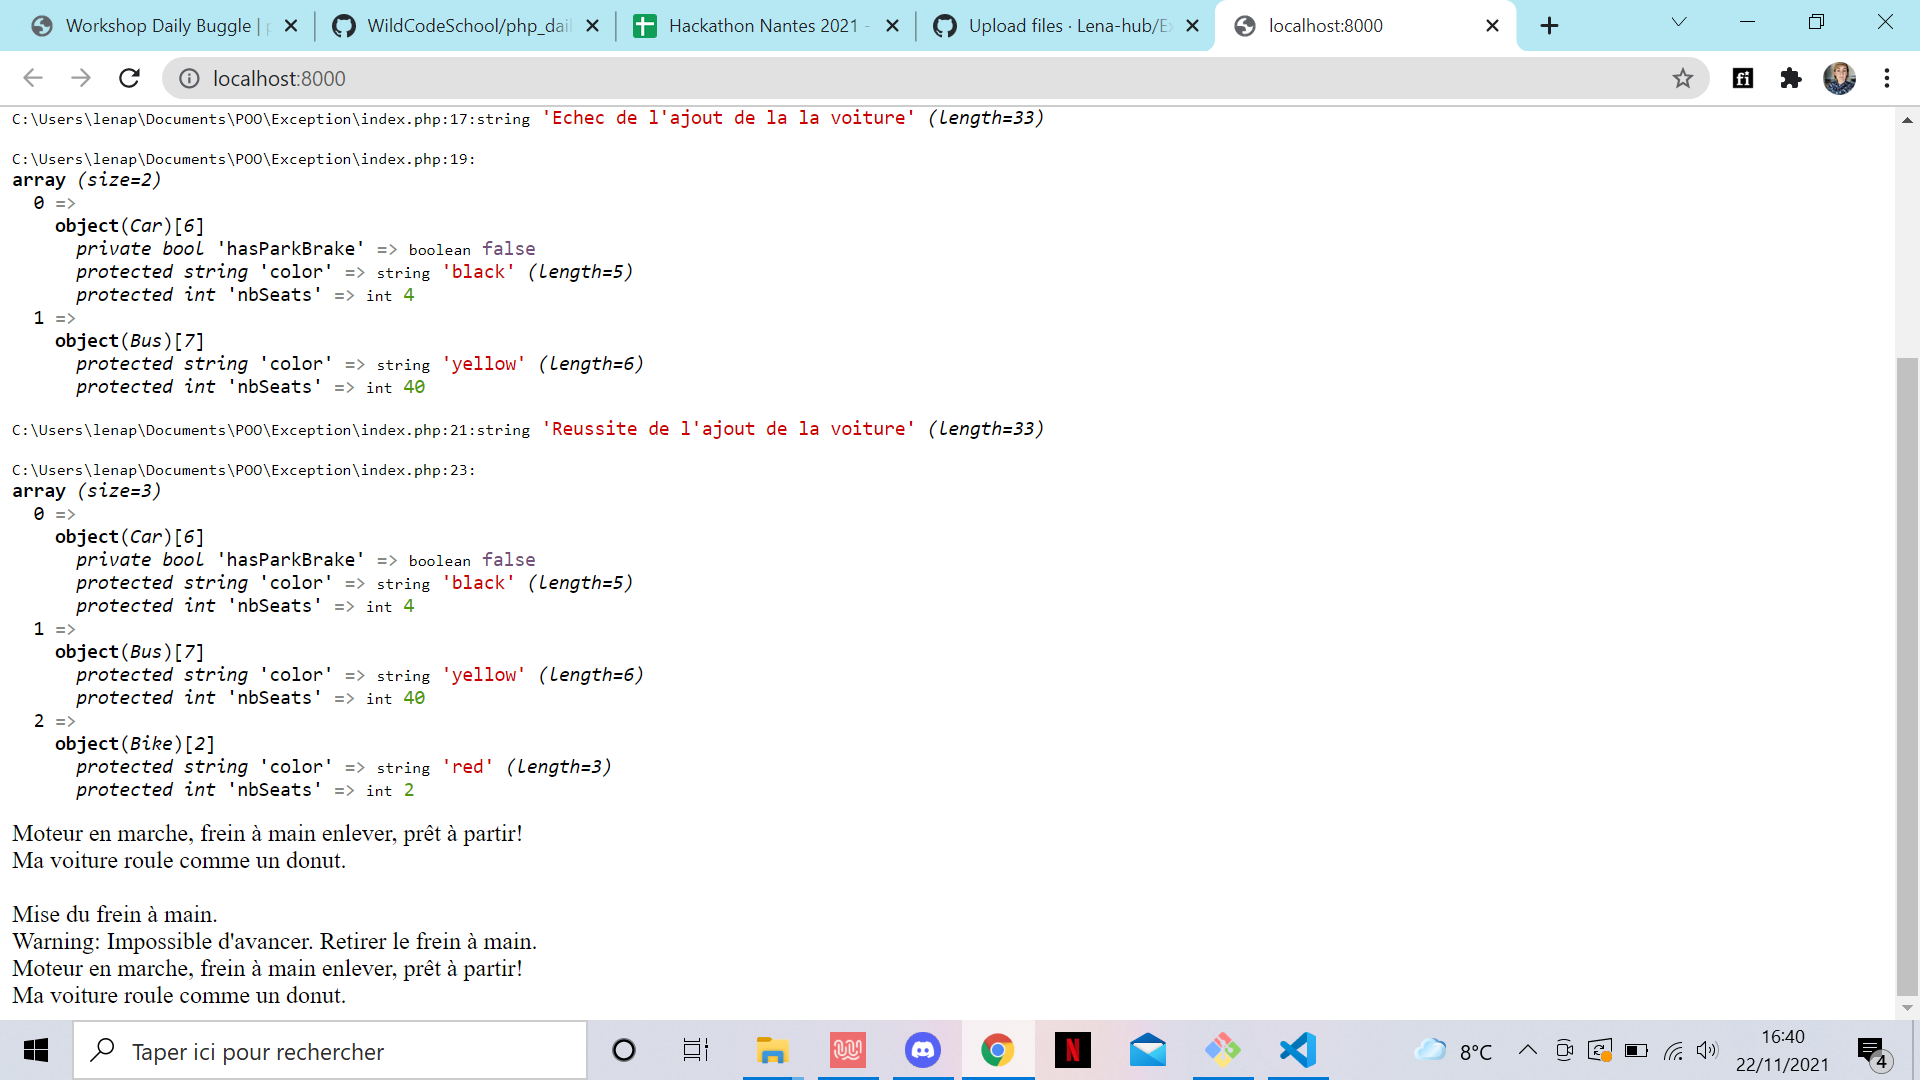 Workshop Daily Buggle | p
WildCodeSchool/php_dail
Hackathon Nantes 2021 -
Upload files · Lena-hub/Ex
localhost:8000
localhost:8000
C:\Users\lenap\Documents\POO\Exception\index.php:17:string 'Echec de l'ajout de la la voiture' (length=33)
C:\Users\lenap\Documents\POO\Exception\index.php:19:
array (size=2)
0 =>
object(Car)[6]
private bool 'hasParkBrake' => boolean false
protected string 'color' => string 'black' (length=5)
protected int 'nbSeats' => int 4
1 =>
object(Bus)[7]
protected string 'color' => string 'yellow' (length=6)
protected int 'nbSeats' => int 40
C:\Users\lenap\Documents\POO\Exception\index.php:21:string 'Reussite de l'ajout de la voiture' (length=33)
C:\Users\lenap\Documents\POO\Exception\index.php:23:
array (size=3)
0 =>
object(Car)[6]
private bool 'hasParkBrake' => boolean false
protected string 'color' => string 'black' (length=5)
protected int 'nbSeats' => int 4
1 =>
object(Bus)[7]
protected string 'color' => string 'yellow' (length=6)
protected int 'nbSeats' => int 40
2 =>
object(Bike)[2]
protected string 'color' => string 'red' (length=3)
protected int 'nbSeats' => int 2
Moteur en marche, frein à main enlever, prêt à partir!
Ma voiture roule comme un donut.
Mise du frein à main.
Warning: Impossible d'avancer. Retirer le frein à main.
Moteur en marche, frein à main enlever, prêt à partir!
Ma voiture roule comme un donut.
Taper ici pour rechercher
8°C
16:40
22/11/2021
4